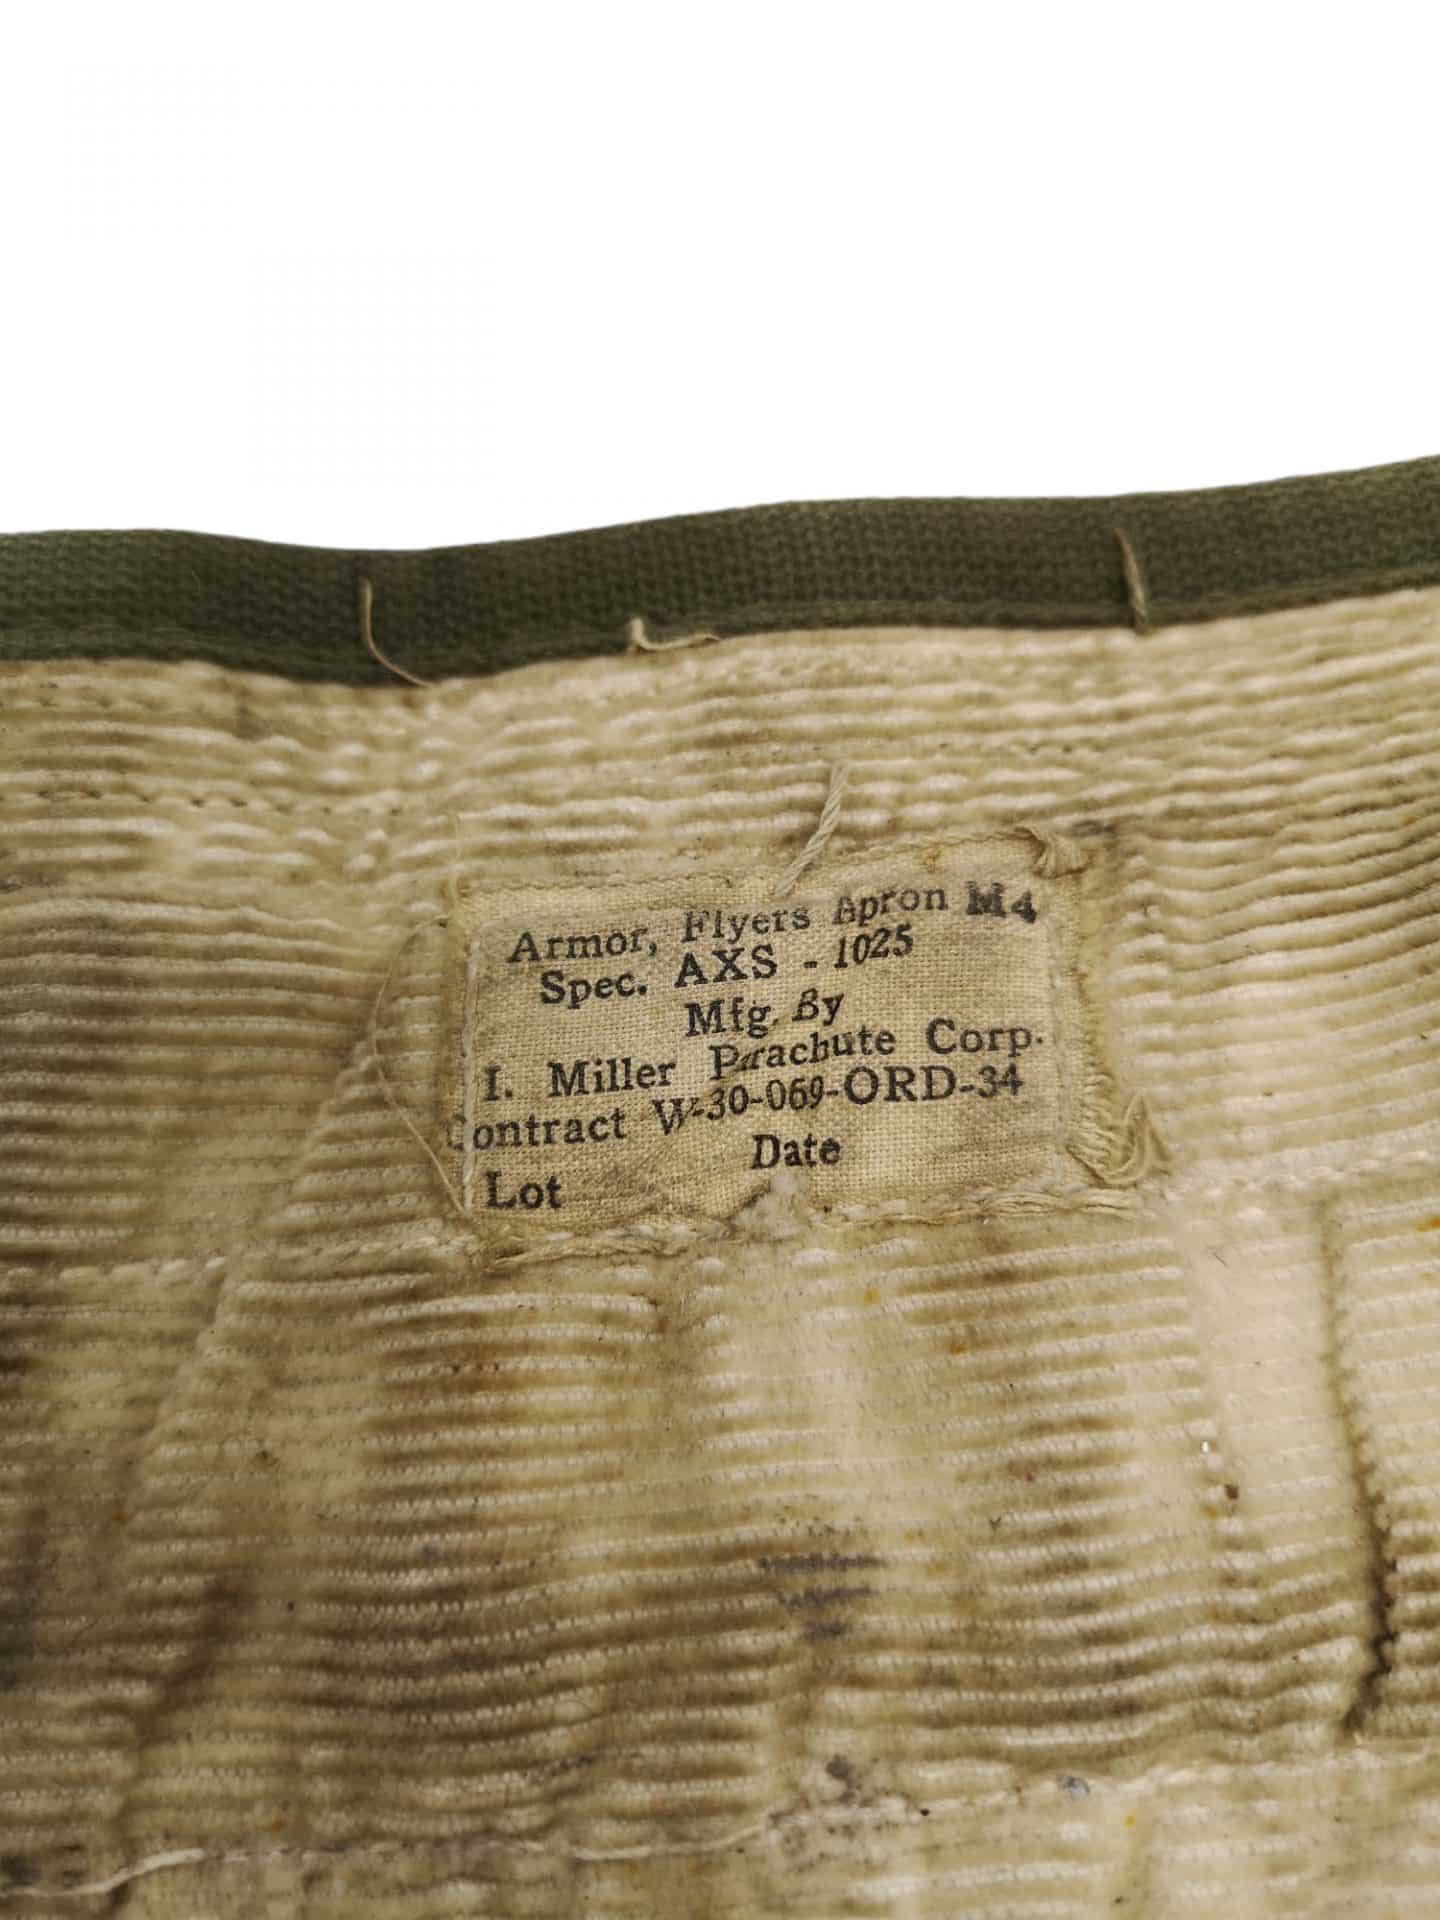 Armor, Flyers Apron M4
Spec. AXS - 1025
Mfg. By
I. Miller Parachute Corp.
Contract W-30-069-ORD-34
Date
Lot